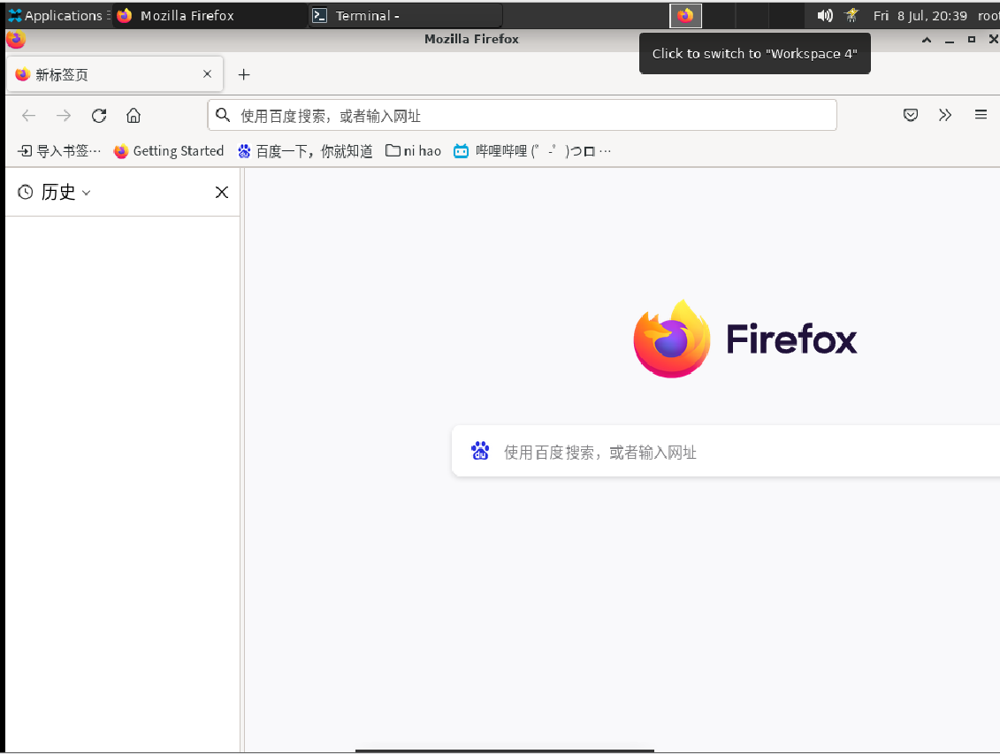 Applications
Mozilla Firefox
Terminal -
Fri 8 Jul, 20:39 root
Mozilla Firefox
Click to switch to "Workspace 4"
新标签页
使用百度搜索，或者输入网址
导入书签…
Getting Started
百度一下，你就知道
ni hao
哔哩哔哩 (゜-゜)つロ …
历史
Firefox
du
使用百度搜索，或者输入网址